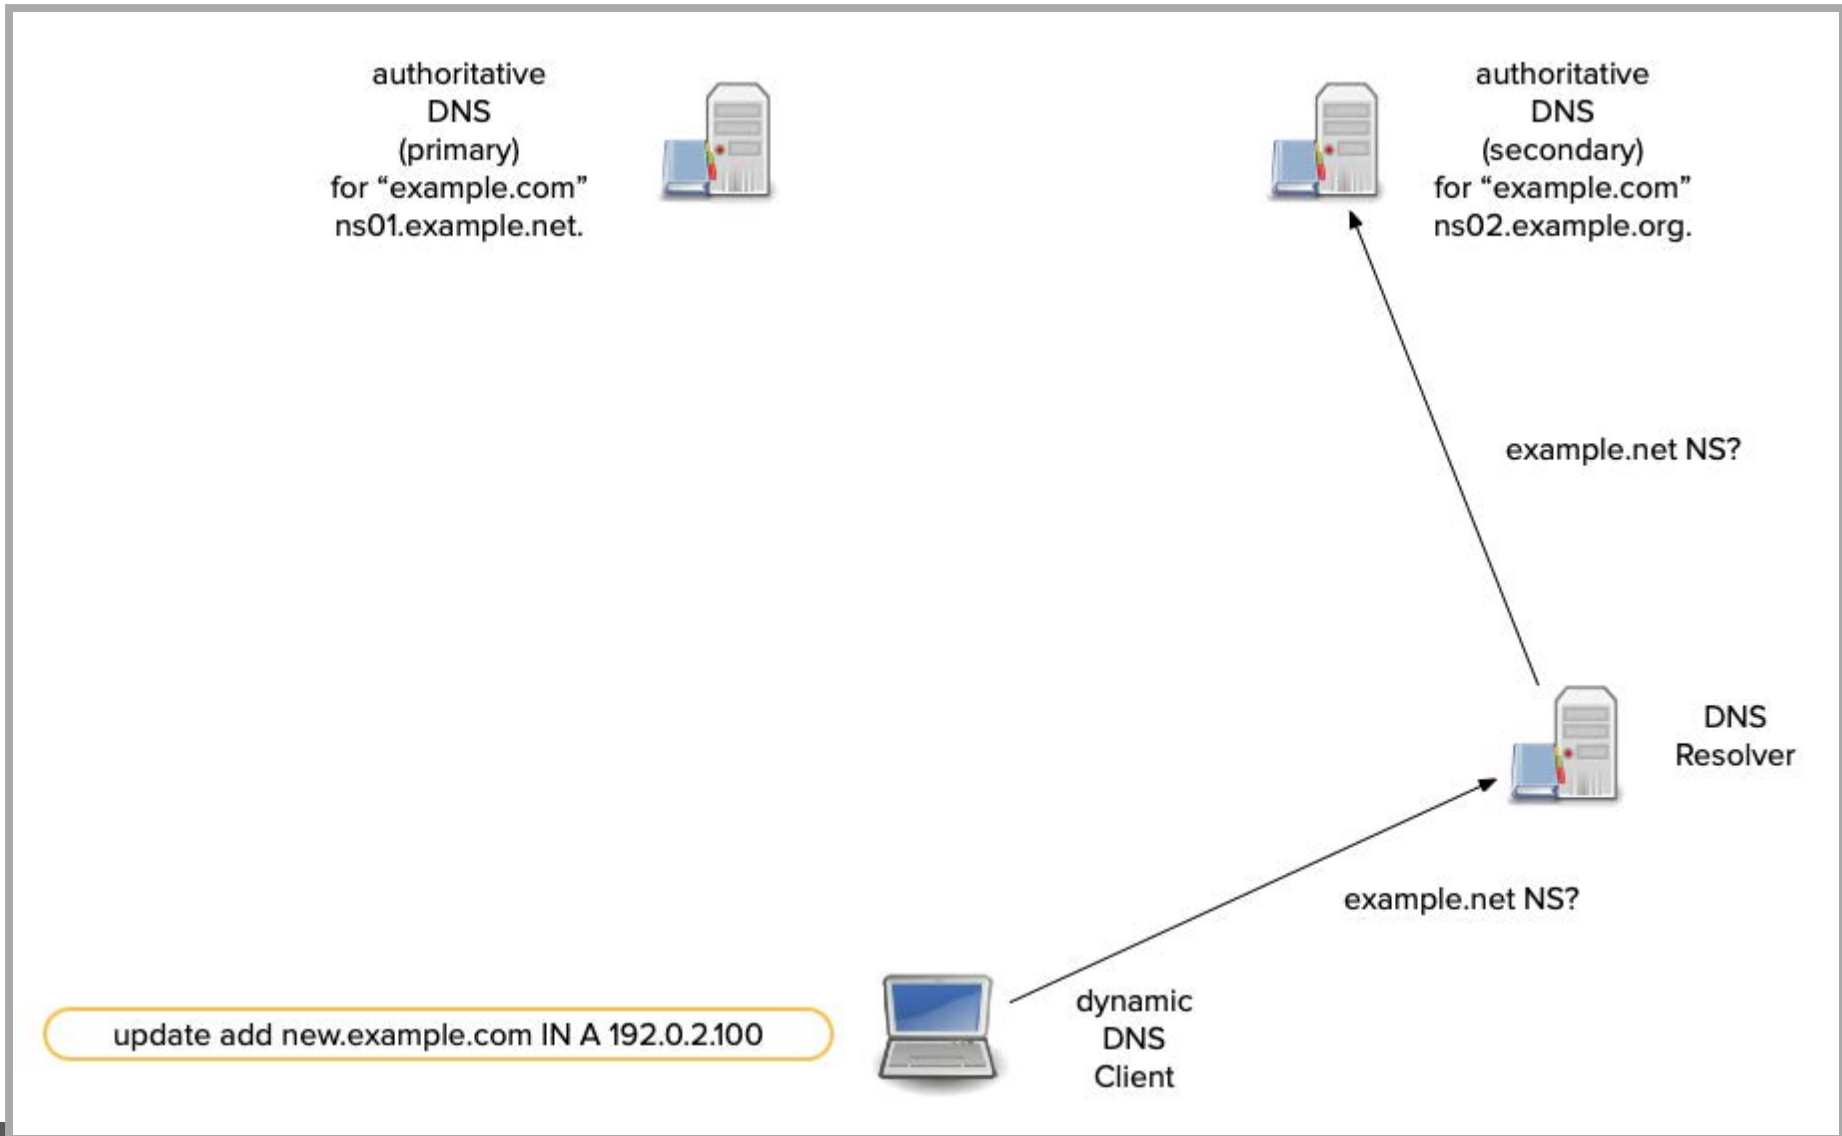 authoritative
DNS
(primary)
for “example.com”
ns01.example.net.
authoritative
DNS
(secondary)
for “example.com”
ns02.example.org.
example.net NS?
DNS
Resolver
example.net NS?
dynamic
DNS
Client
update add new.example.com IN A 192.0.2.100